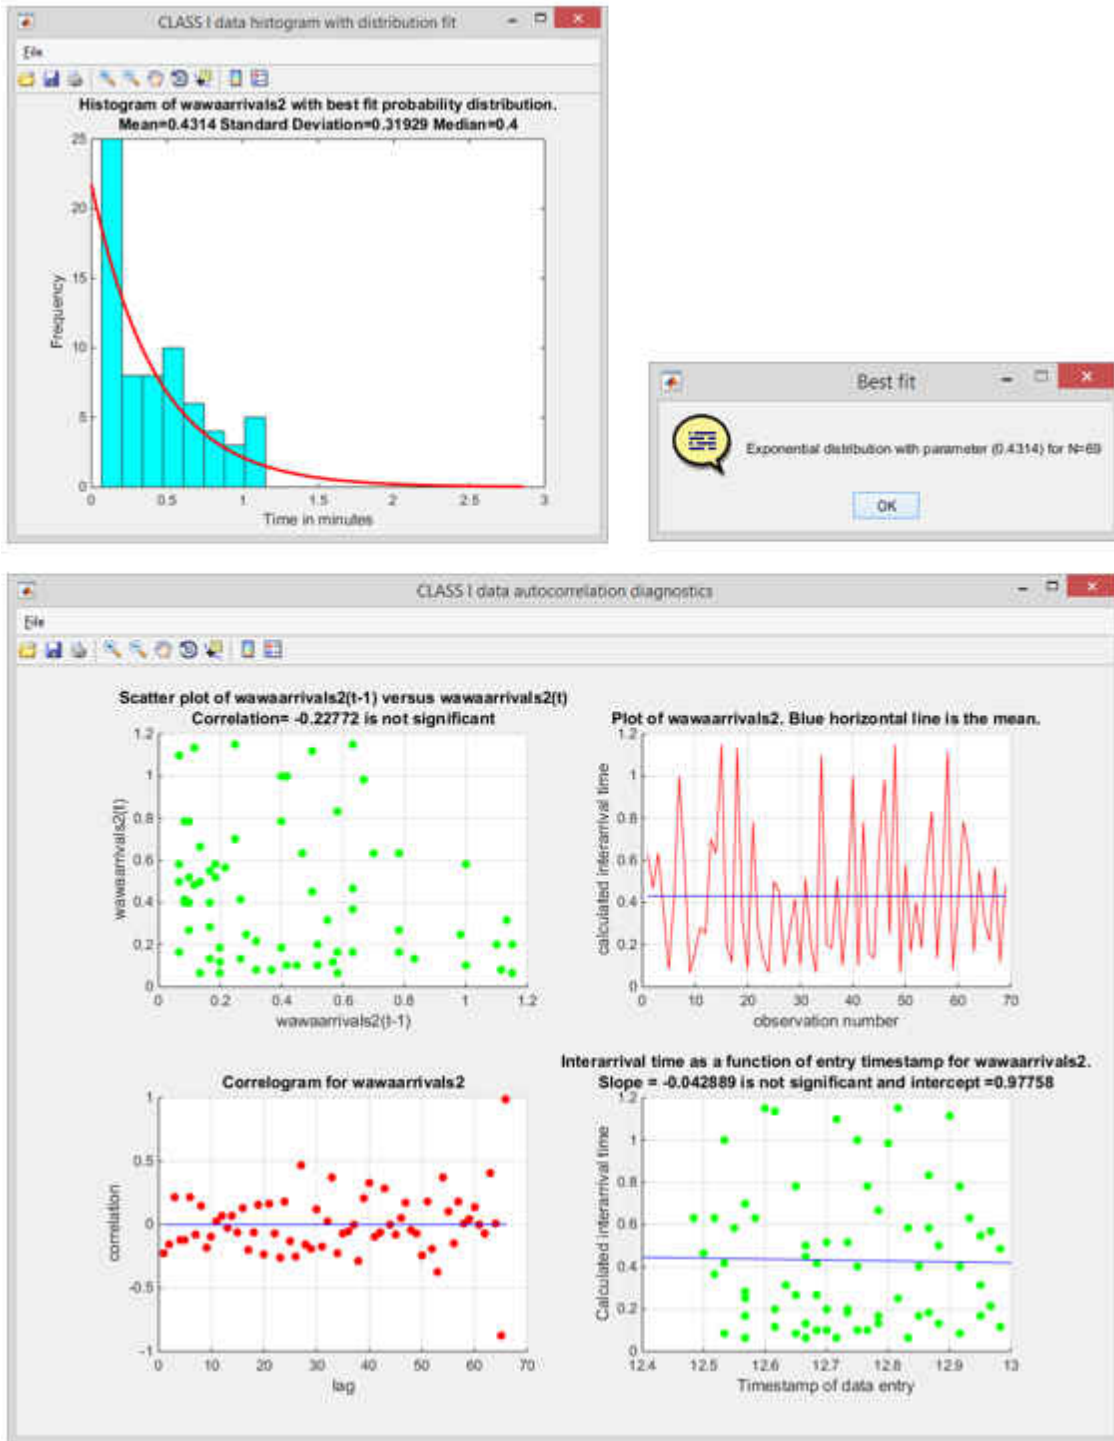 CLASS I data histogram with distribution fit
File
Histogram of wawaarrivals2 with best fit probability distribution.
Mean=0.4314 Standard Deviation=0.31929 Median=0.4
Frequency
25
20
15
10
5
0
0 0.5 1 1.5 2 2.5 3
Time in minutes
Best fit
Exponential distribution with parameter (0.4314) for N=69
OK
CLASS I data autocorrelation diagnostics
File
Scatter plot of wawaarrivals2(t-1) versus wawaarrivals2(t)
Correlation= -0.22772 is not significant
wawaarrivals2(t)
1.2
1
0.8
0.6
0.4
0.2
0
0 0.2 0.4 0.6 0.8 1 1.2
wawaarrivals2(t-1)
Plot of wawaarrivals2. Blue horizontal line is the mean.
calculated interarrival time
1.2
1
0.8
0.6
0.4
0.2
0
0 10 20 30 40 50 60 70
observation number
Correlogram for wawaarrivals2
correlation
1
0.5
0
-0.5
-1
0 10 20 30 40 50 60 70
lag
Interarrival time as a function of entry timestamp for wawaarrivals2.
Slope = -0.042889 is not significant and intercept =0.97758
Calculated interarrival time
1.2
1
0.8
0.6
0.4
0.2
0
12.4 12.5 12.6 12.7 12.8 12.9 13
Timestamp of data entry